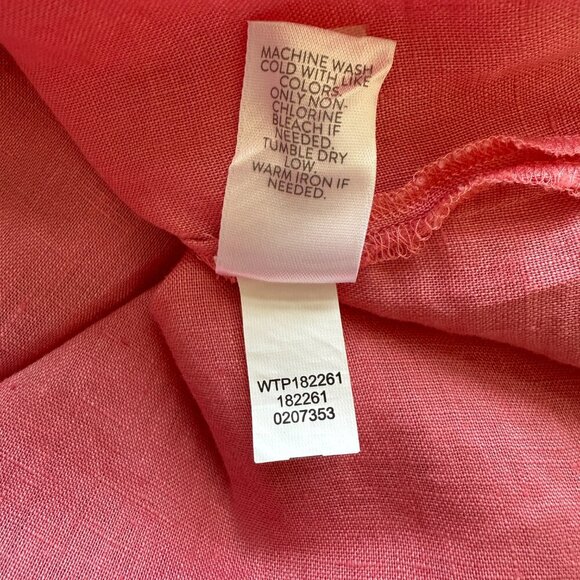 MACHINE WASH
COLD WITH LIKE
COLORS.
ONLY NON-
CHLORINE
BLEACH IF
NEEDED.
TUMBLE DRY
LOW.
WARM IRON IF
NEEDED.
WTP182261
182261
0207353